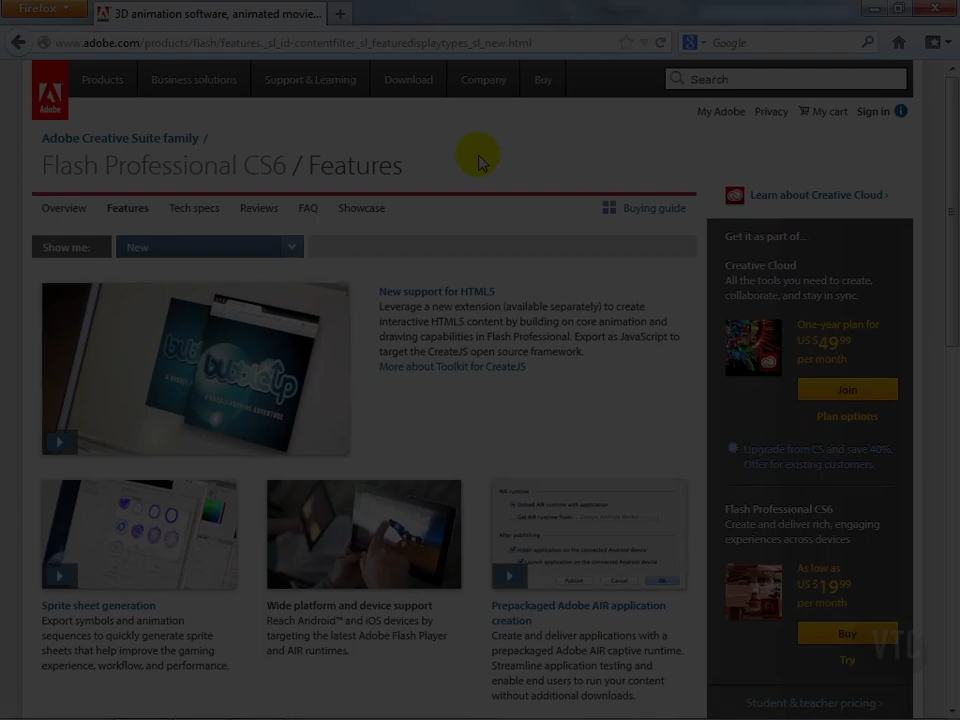 Firefox
3D animation software, animated movie...
www.adobe.com/products/flash/features._sl_id-contentfilter_sl_featuredisplaytypes_sl_new.html
Google
Adobe
Products
Business solutions
Support & Learning
Download
Company
Buy
Search
My Adobe
Privacy
My cart
Sign in
Adobe Creative Suite family /
Flash Professional CS6 / Features
Learn about Creative Cloud ›
Overview
Features
Tech specs
Reviews
FAQ
Showcase
Buying guide
Show me:
New
New support for HTML5
Leverage a new extension (available separately) to create
interactive HTML5 content by building on core animation and
drawing capabilities in Flash Professional. Export as JavaScript to
target the CreateJS open source framework.
More about Toolkit for CreateJS
Sprite sheet generation
Export symbols and animation
sequences to quickly generate sprite
sheets that help improve the gaming
experience, workflow, and performance.
Wide platform and device support
Reach Android™ and iOS devices by
targeting the latest Adobe Flash Player
and AIR runtimes.
AIR runtime
After publishing
Publish
Cancel
OK
Prepackaged Adobe AIR application
creation
Create and deliver applications with a
prepackaged Adobe AIR captive runtime.
Streamline application testing and
enable end users to run your content
without additional downloads.
Get it as part of...
Creative Cloud
All the tools you need to create,
collaborate, and stay in sync.
One-year plan for
US $49.99
per month
Join
Plan options
Upgrade from CS and save 40%.
Offer for existing customers.
Flash Professional CS6
Create and deliver rich, engaging
experiences across devices
As low as
US $19.99
per month
Buy
Try
VTC
Student & teacher pricing ›